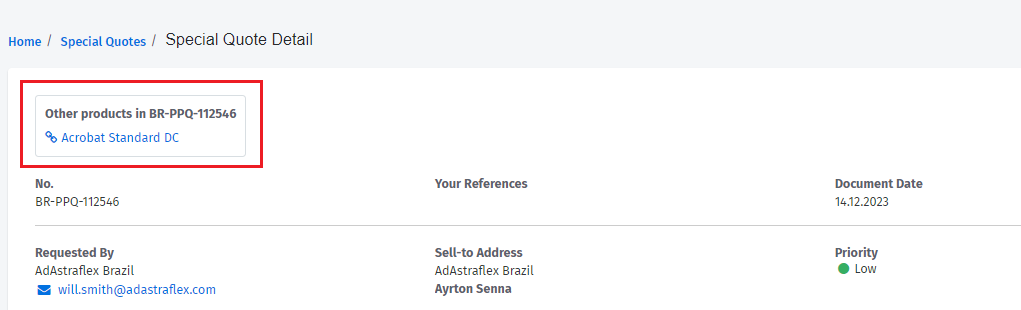 Home / Special Quotes / Special Quote Detail
Other products in BR-PPQ-112546
Acrobat Standard DC
No. Your References Document Date
BR-PPQ-112546 14.12.2023
Requested By Sell-to Address Priority
AdAstraflex Brazil AdAstraflex Brazil Low
will.smith@adastraflex.com Ayrton Senna